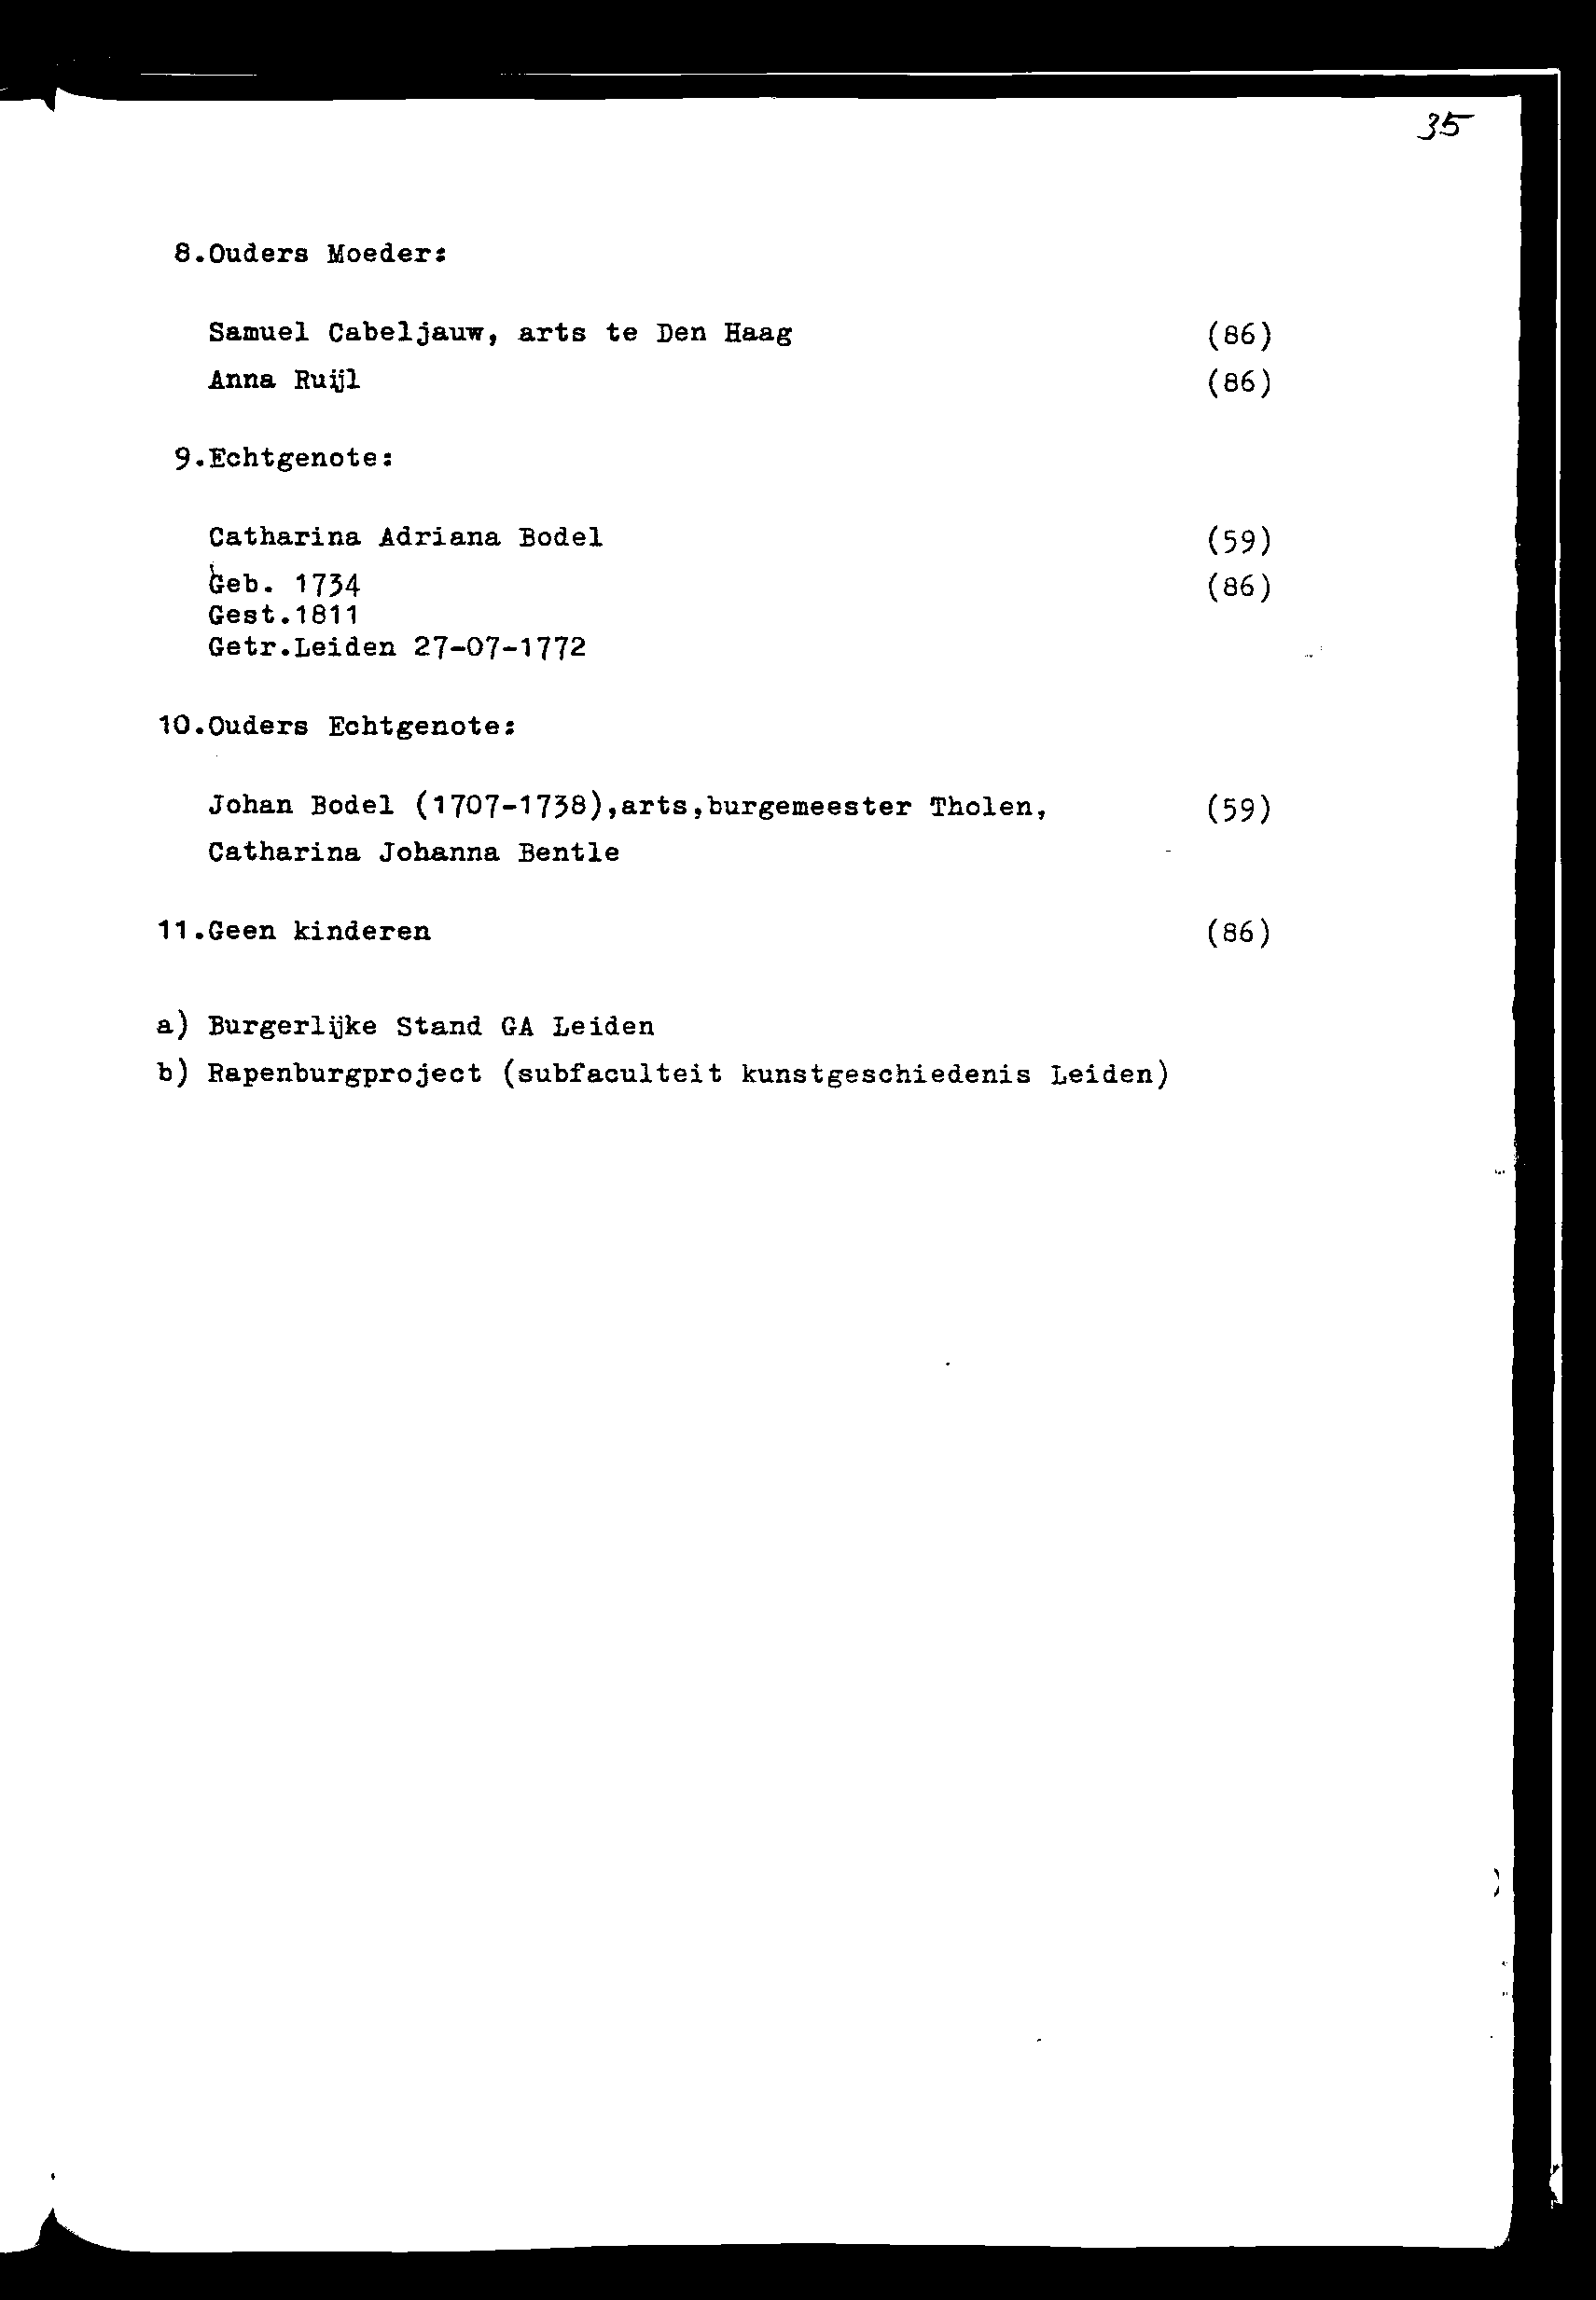 35
8.Ouders Moeder:
Samuel Cabeljauw, arts te Den Haag (86)
Anna Ruijl (86)
9.Echtgenote:
Catharina Adriana Bodel (59)
Geb. 1734 (86)
Gest.1811
Getr.Leiden 27-07-1772
10.Ouders Echtgenote:
Johan Bodel (1707-1738),arts,burgemeester Tholen, (59)
Catharina Johanna Bentle -
11.Geen kinderen (86)
a) Burgerlijke Stand GA Leiden
b) Rapenburgproject (subfaculteit kunstgeschiedenis Leiden)